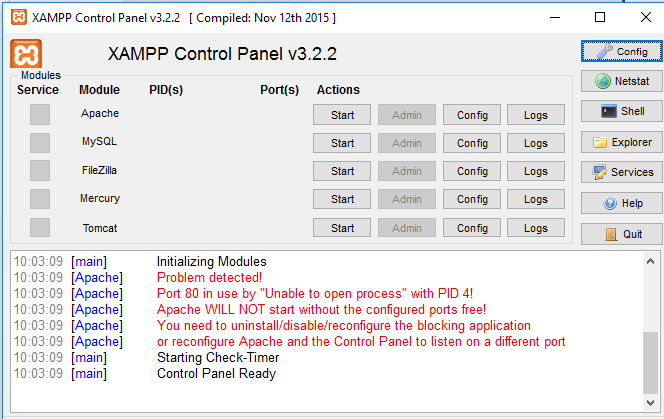 XAMPP Control Panel v3.2.2 [ Compiled: Nov 12th 2015 ]
XAMPP Control Panel v3.2.2
Config
Modules
Service Module PID(s) Port(s) Actions
Netstat
Apache Start Admin Config Logs
Shell
MySQL Start Admin Config Logs
Explorer
FileZilla Start Admin Config Logs
Services
Mercury Start Admin Config Logs
Help
Tomcat Start Admin Config Logs
Quit
10:03:09 [main] Initializing Modules
10:03:09 [Apache] Problem detected!
10:03:09 [Apache] Port 80 in use by "Unable to open process" with PID 4!
10:03:09 [Apache] Apache WILL NOT start without the configured ports free!
10:03:09 [Apache] You need to uninstall/disable/reconfigure the blocking application
10:03:09 [Apache] or reconfigure Apache and the Control Panel to listen on a different port
10:03:09 [main] Starting Check-Timer
10:03:09 [main] Control Panel Ready